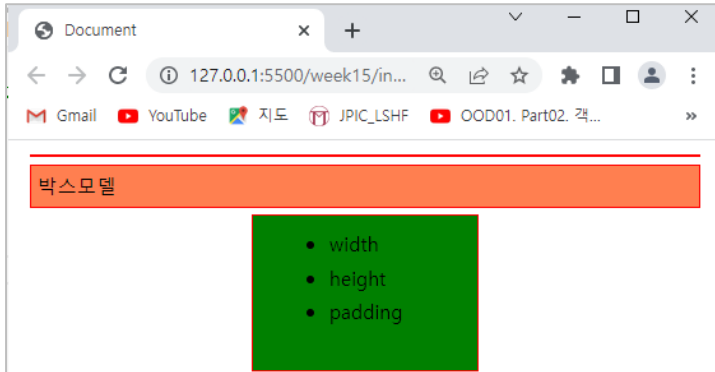 Document
127.0.0.1:5500/week15/in...
Gmail YouTube 지도 JPIC_LSHF OOD01. Part02. 객...
박스모델
width
height
padding